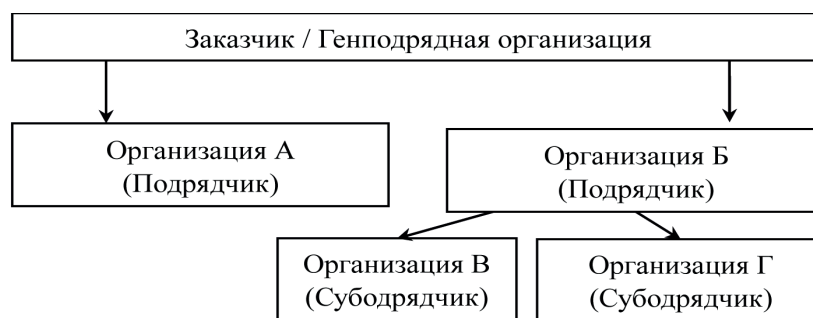 Заказчик / Генподрядная организация
Организация А
(Подрядчик)
Организация Б
(Подрядчик)
Организация В
(Субодрядчик)
Организация Г
(Субодрядчик)